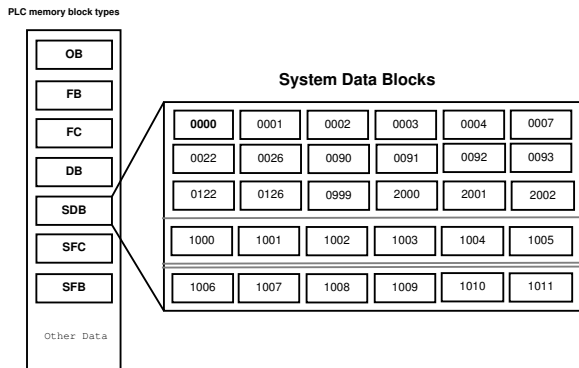 PLC memory block types
OB
FB
FC
DB
SDB
SFC
SFB
Other Data
System Data Blocks
0000 0001 0002 0003 0004 0007
0022 0026 0090 0091 0092 0093
0122 0126 0999 2000 2001 2002
1000 1001 1002 1003 1004 1005
1006 1007 1008 1009 1010 1011